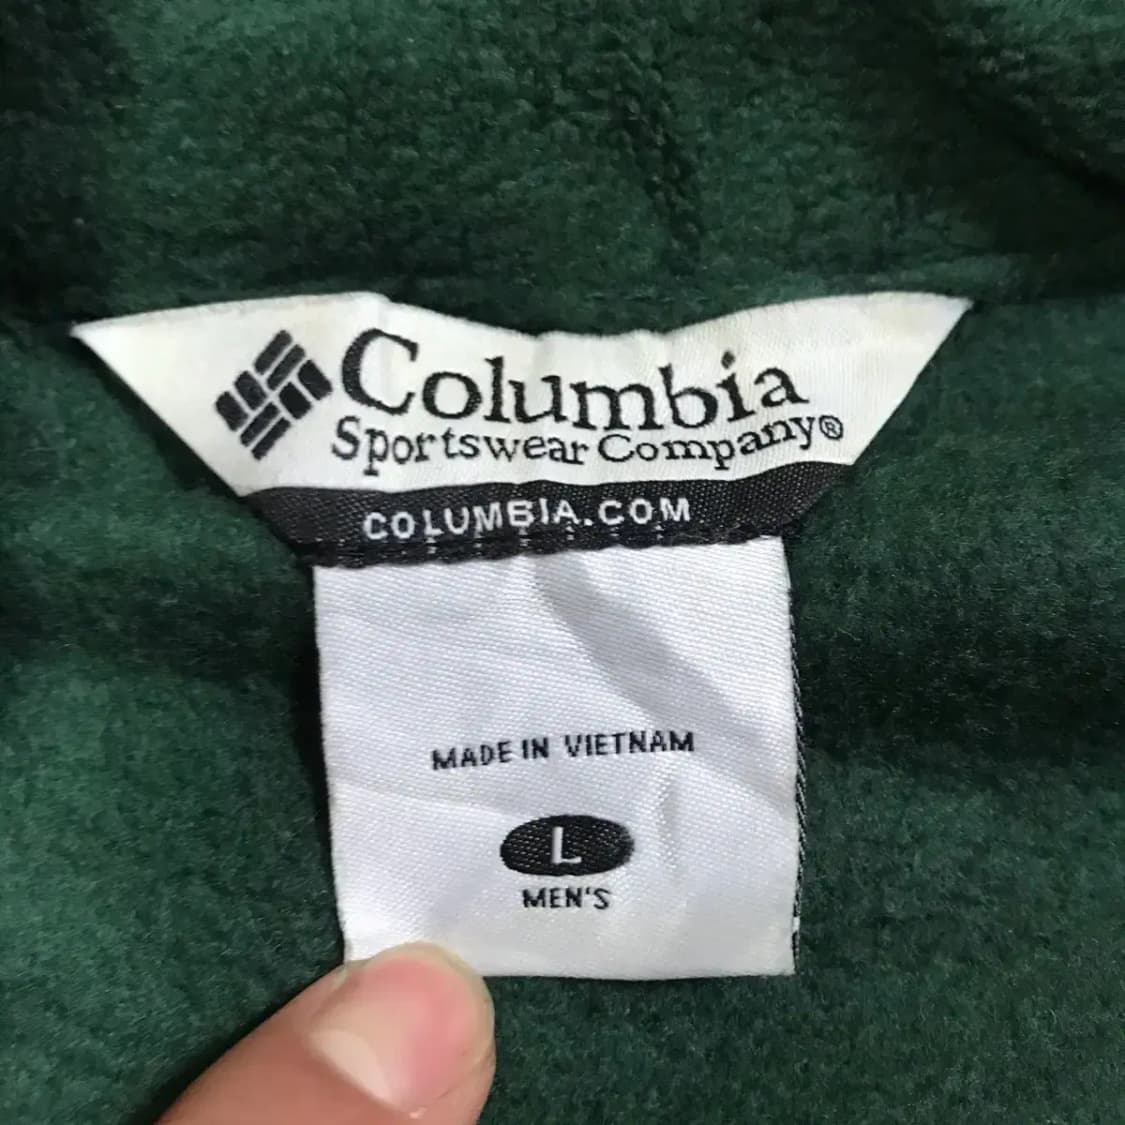 Columbia
Sportswear Company®
COLUMBIA.COM
MADE IN VIETNAM
L
MEN'S